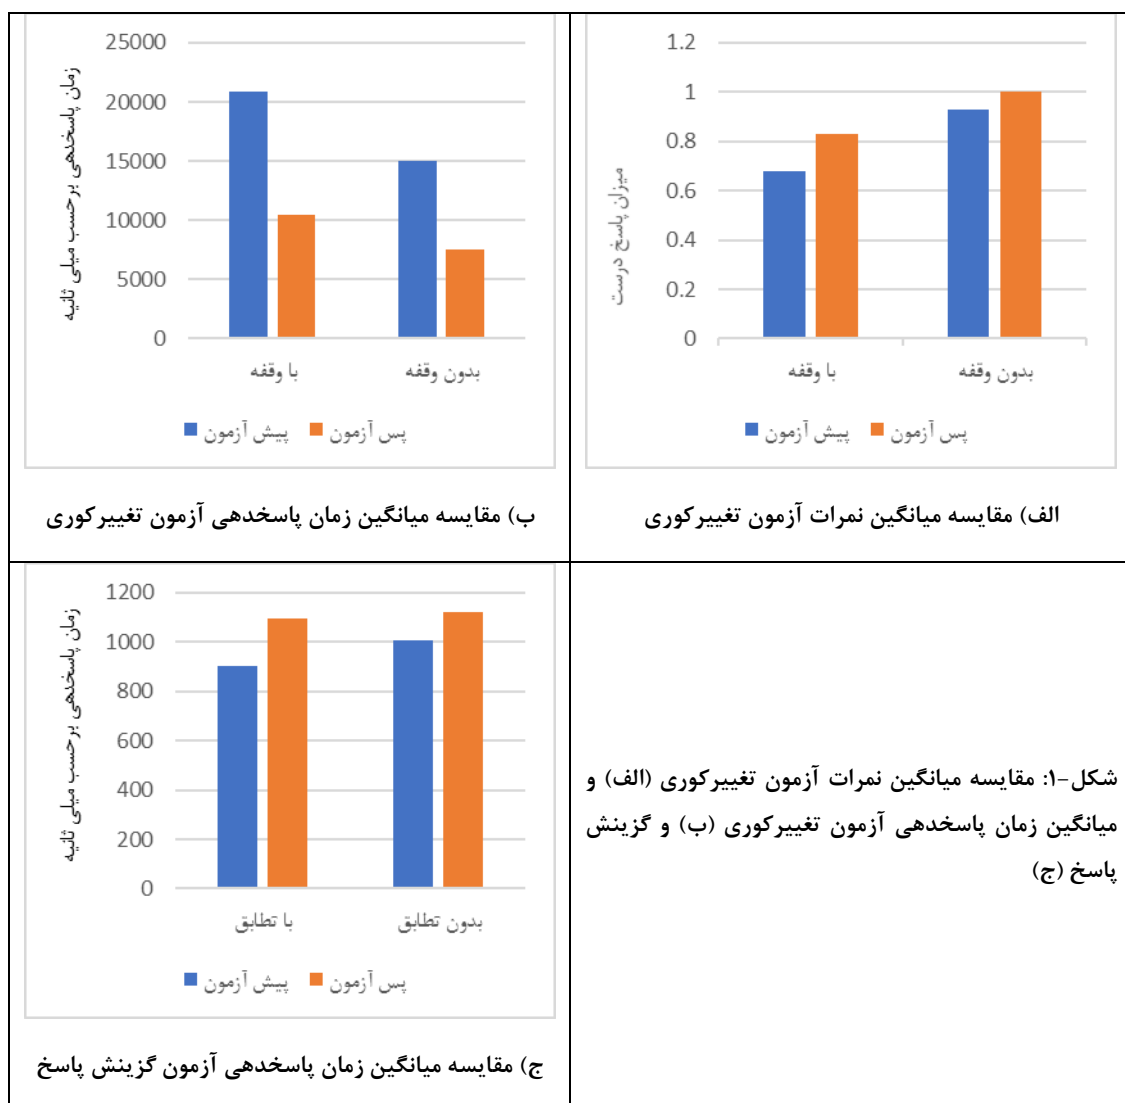 1.2
1
0.8
0.6
0.4
0.2
0
میزان پاسخ درست
با وقفه
بدون وقفه
پیش آزمون
پس آزمون
الف) مقایسه میانگین نمرات آزمون تغییرکوری
25000
20000
15000
10000
5000
0
زمان پاسخدهی برحسب میلی ثانیه
با وقفه
بدون وقفه
پیش آزمون
پس آزمون
ب) مقایسه میانگین زمان پاسخدهی آزمون تغییرکوری
شکل-۱: مقایسه میانگین نمرات آزمون تغییرکوری (الف) و
میانگین زمان پاسخدهی آزمون تغییرکوری (ب) و گزینش
پاسخ (ج)
1200
1000
800
600
400
200
0
زمان پاسخدهی برحسب میلی ثانیه
با تطابق
بدون تطابق
پیش آزمون
پس آزمون
ج) مقایسه میانگین زمان پاسخدهی آزمون گزینش پاسخ